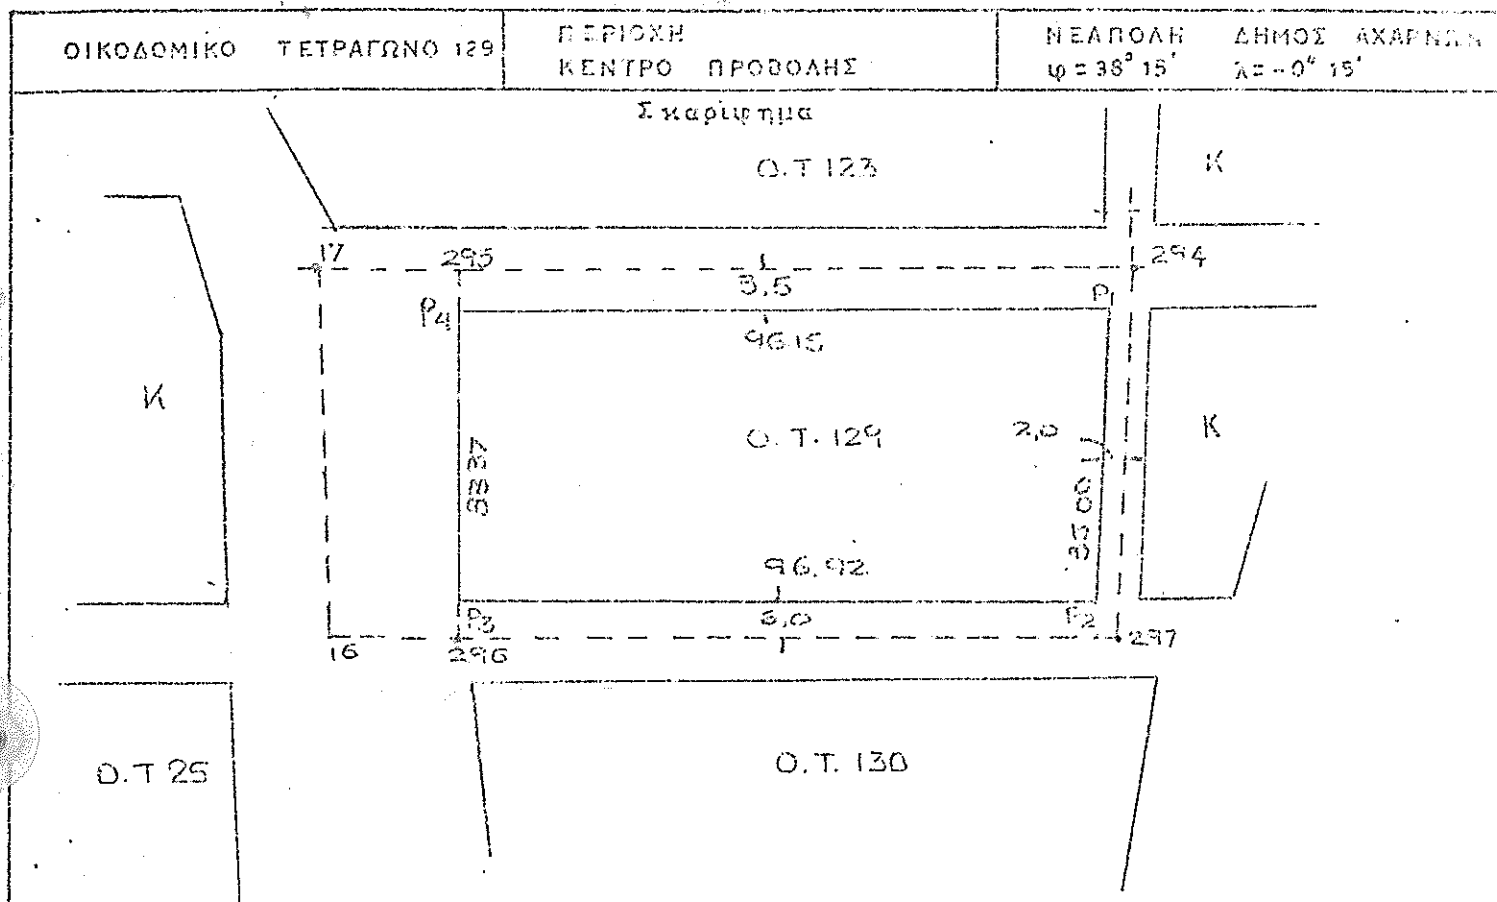 ΟΙΚΟΔΟΜΙΚΟ ΤΕΤΡΑΓΩΝΟ 129
ΠΕΡΙΟΧΗ
ΚΕΝΤΡΟ ΠΡΟΒΟΛΗΣ
ΝΕΑΠΟΛΗ ΔΗΜΟΣ ΑΧΑΡΝΩΝ
φ = 38° 15' λ = -0° 15'
Σκαρίφημα
Ο.Τ 123
Κ
17
295
294
3,5
P1
P4
96.15
Κ
Ο.Τ. 129
2,0
Κ
35.00
96.92
P3
P2
3,0
16
296
297
Ο.Τ 25
Ο.Τ. 130